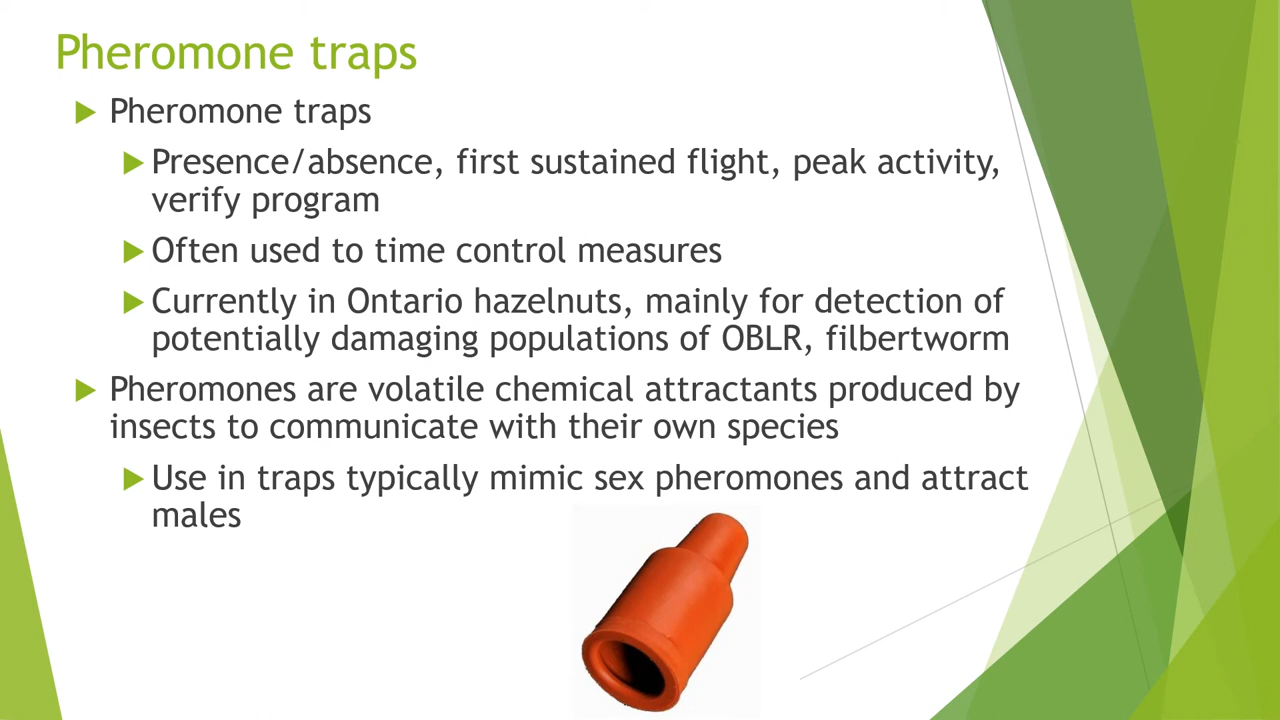 Pheromone traps
Pheromone traps
Presence/absence, first sustained flight, peak activity,
verify program
Often used to time control measures
Currently in Ontario hazelnuts, mainly for detection of
potentially damaging populations of OBLR, filbertworm
Pheromones are volatile chemical attractants produced by
insects to communicate with their own species
Use in traps typically mimic sex pheromones and attract
males